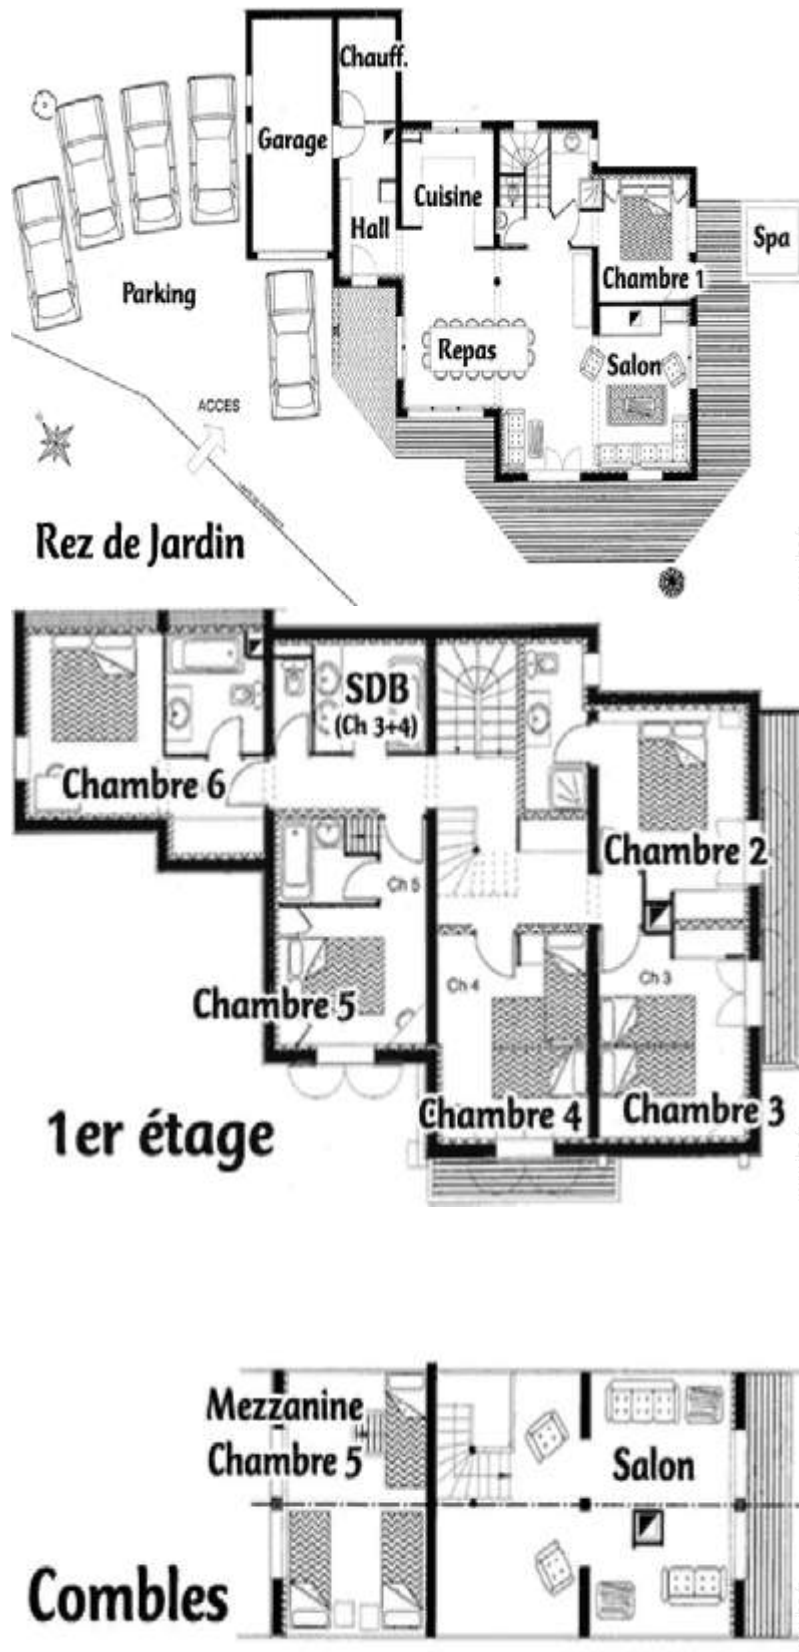 Chauff.
Garage
Cuisine
Hall
Spa
Chambre 1
Parking
Repas
Salon
ACCES
Rez de Jardin
SDB
(Ch 3+4)
Chambre 6
Chambre 2
Ch 5
Ch 4
Ch 3
Chambre 5
Chambre 4
Chambre 3
1er étage
Mezzanine
Chambre 5
Salon
Combles